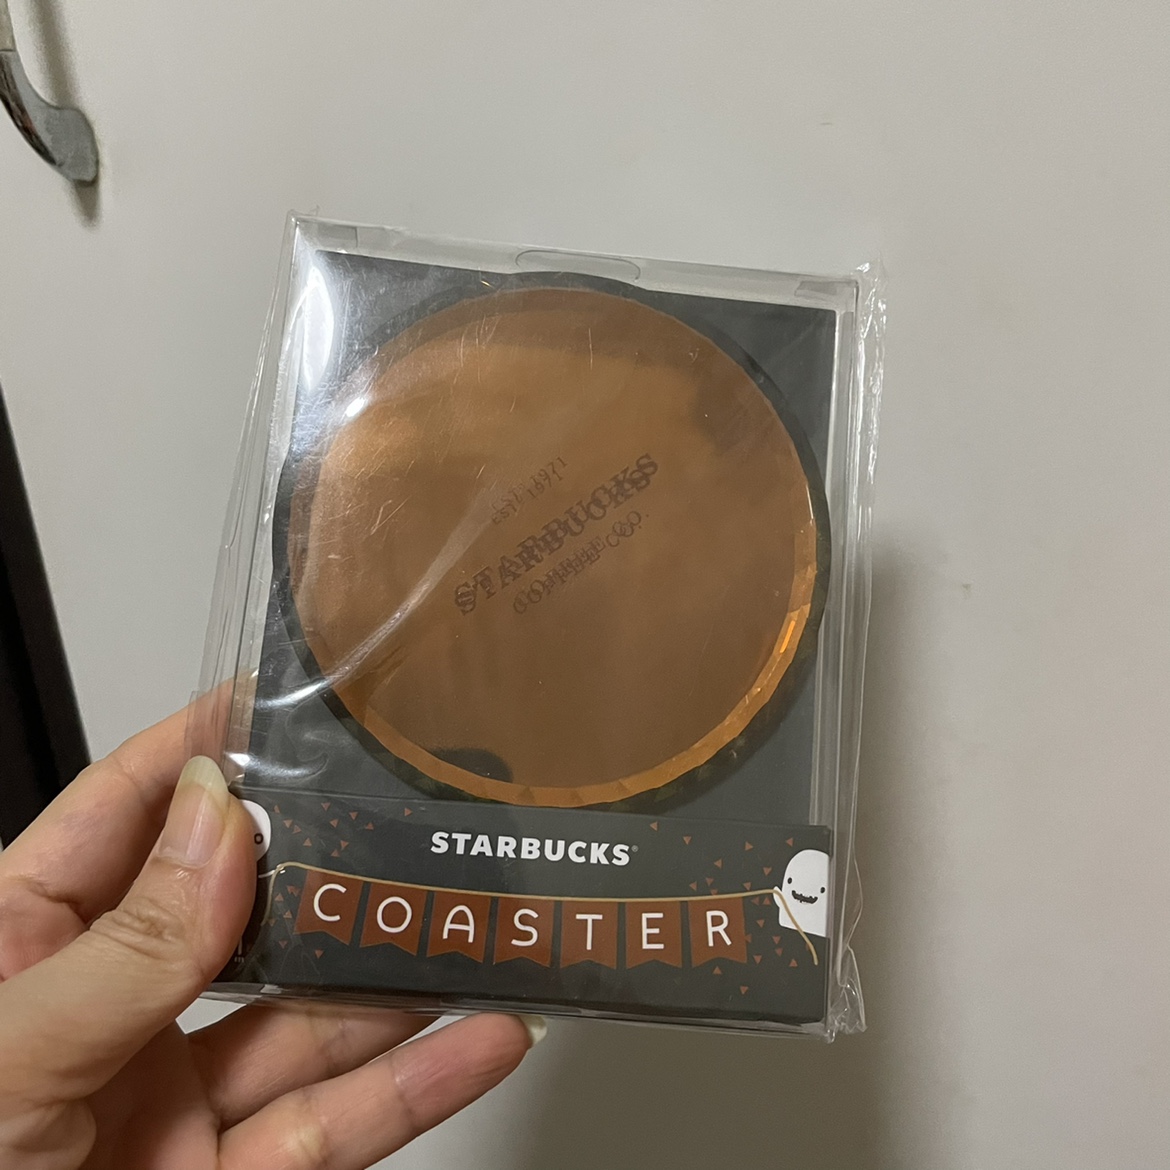 EST. 1971
STARBUCKS
COFFEE CO.
STARBUCKS®
COASTER